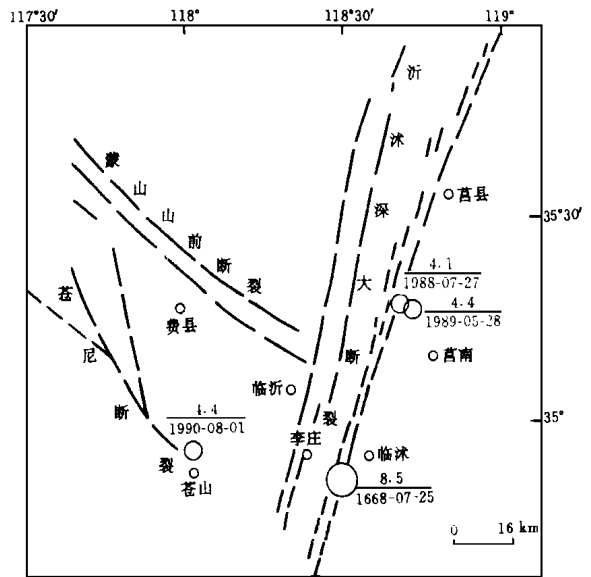 117°30′
118°
118°30′
119°
沂沭深大断裂
蒙山山前断裂
莒县
35°30′
4.1
1988-07-27
4.4
1989-05-28
苍尼断裂
费县
莒南
临沂
35°
4.4
1990-08-01
李庄
临沭
苍山
8.5
1668-07-25
0 16 km